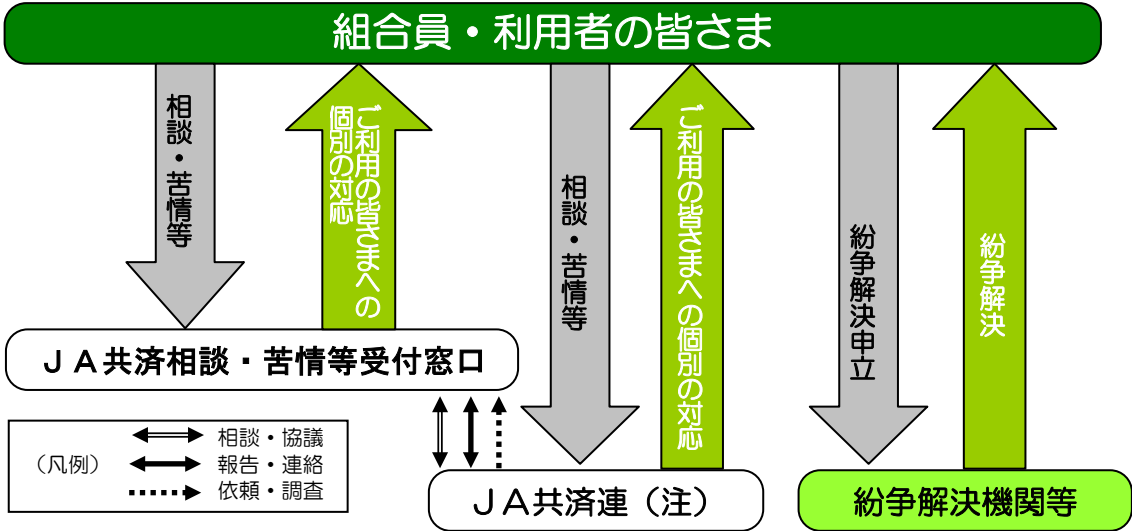 組合員・利用者の皆さま
相談・苦情等
ご利用の皆さまへの
個別の対応
相談・苦情等
ご利用の皆さまへの個別の対応
紛争解決申立
紛争解決
ＪＡ共済相談・苦情等受付窓口
（凡例）
相談・協議
報告・連絡
依頼・調査
ＪＡ共済連（注）
紛争解決機関等